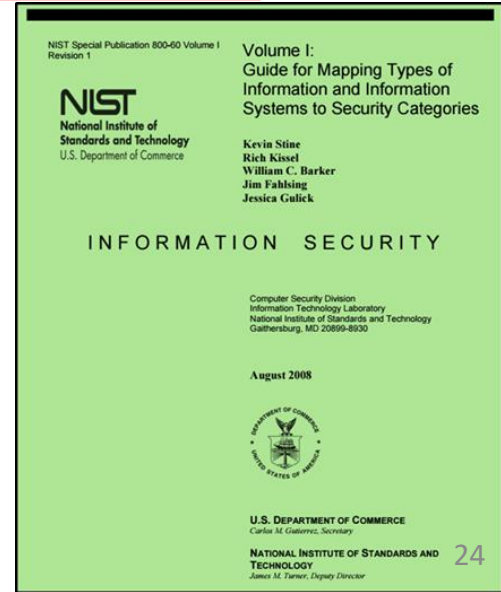 NIST Special Publication 800-60 Volume I
Revision 1
NIST
National Institute of
Standards and Technology
U.S. Department of Commerce
Volume I:
Guide for Mapping Types of
Information and Information
Systems to Security Categories
Kevin Stine
Rich Kissel
William C. Barker
Jim Fahlsing
Jessica Gulick
INFORMATION SECURITY
Computer Security Division
Information Technology Laboratory
National Institute of Standards and Technology
Gaithersburg, MD 20899-8930
August 2008
DEPARTMENT OF COMMERCE
UNITED STATES OF AMERICA
U.S. DEPARTMENT OF COMMERCE
Carlos M. Gutierrez, Secretary
NATIONAL INSTITUTE OF STANDARDS AND
TECHNOLOGY
James M. Turner, Deputy Director
24